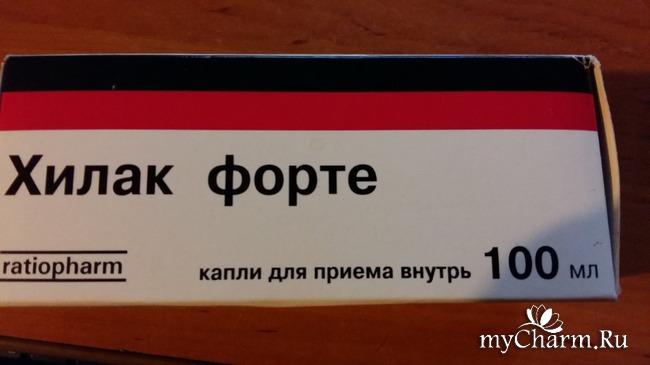 Хилак форте
ratiopharm
капли для приема внутрь 100 мл
myCharm.Ru